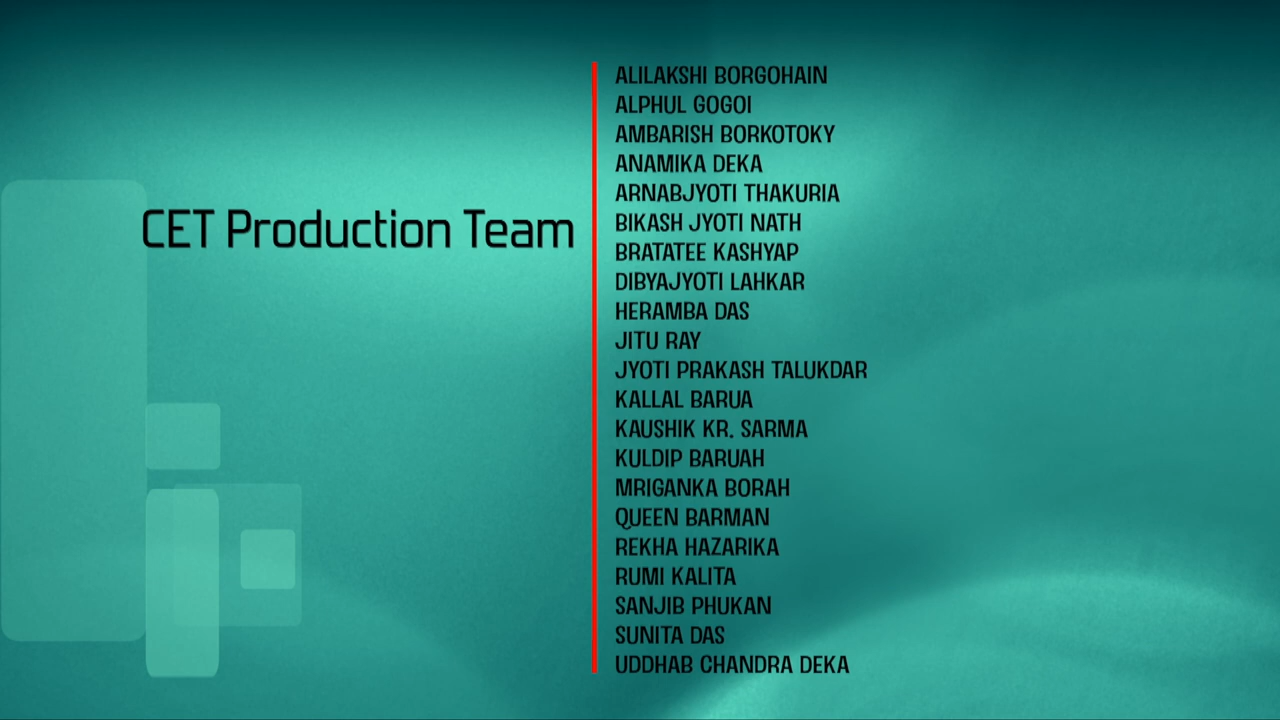 CET Production Team
ALILAKSHI BORGOHAIN
ALPHUL GOGOI
AMBARISH BORKOTOKY
ANAMIKA DEKA
ARNABJYOTI THAKURIA
BIKASH JYOTI NATH
BRATATEE KASHYAP
DIBYAJYOTI LAHKAR
HERAMBA DAS
JITU RAY
JYOTI PRAKASH TALUKDAR
KALLAL BARUA
KAUSHIK KR. SARMA
KULDIP BARUAH
MRIGANKA BORAH
QUEEN BARMAN
REKHA HAZARIKA
RUMI KALITA
SANJIB PHUKAN
SUNITA DAS
UDDHAB CHANDRA DEKA